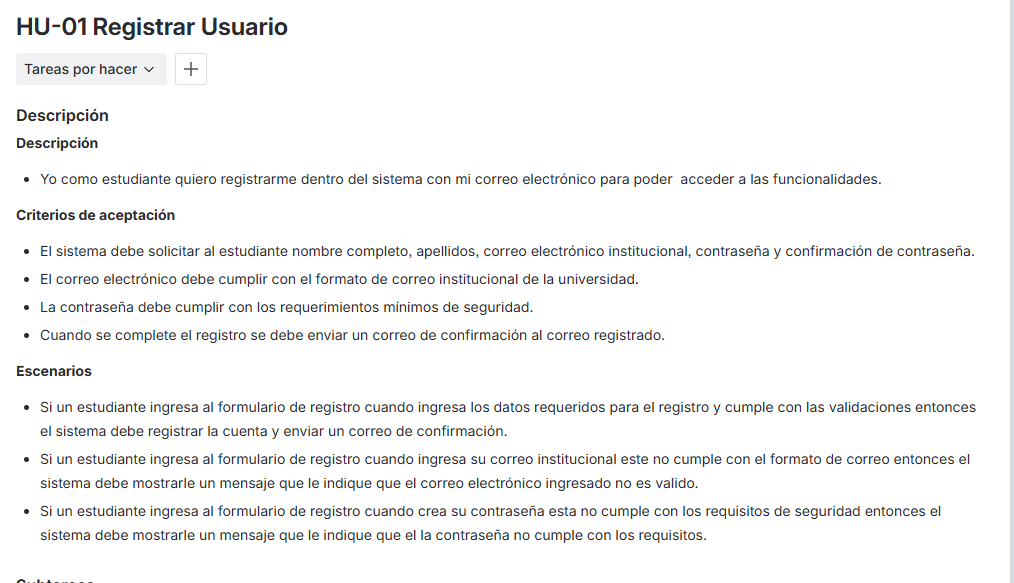 HU-01 Registrar Usuario
Tareas por hacer
Descripción
Descripción
Yo como estudiante quiero registrarme dentro del sistema con mi correo electrónico para poder  acceder a las funcionalidades.
Criterios de aceptación
El sistema debe solicitar al estudiante nombre completo, apellidos, correo electrónico institucional, contraseña y confirmación de contraseña.
El correo electrónico debe cumplir con el formato de correo institucional de la universidad.
La contraseña debe cumplir con los requerimientos mínimos de seguridad.
Cuando se complete el registro se debe enviar un correo de confirmación al correo registrado.
Escenarios
Si un estudiante ingresa al formulario de registro cuando ingresa los datos requeridos para el registro y cumple con las validaciones entonces
el sistema debe registrar la cuenta y enviar un correo de confirmación.
Si un estudiante ingresa al formulario de registro cuando ingresa su correo institucional este no cumple con el formato de correo entonces el
sistema debe mostrarle un mensaje que le indique que el correo electrónico ingresado no es valido.
Si un estudiante ingresa al formulario de registro cuando crea su contraseña esta no cumple con los requisitos de seguridad entonces el
sistema debe mostrarle un mensaje que le indique que el la contraseña no cumple con los requisitos.